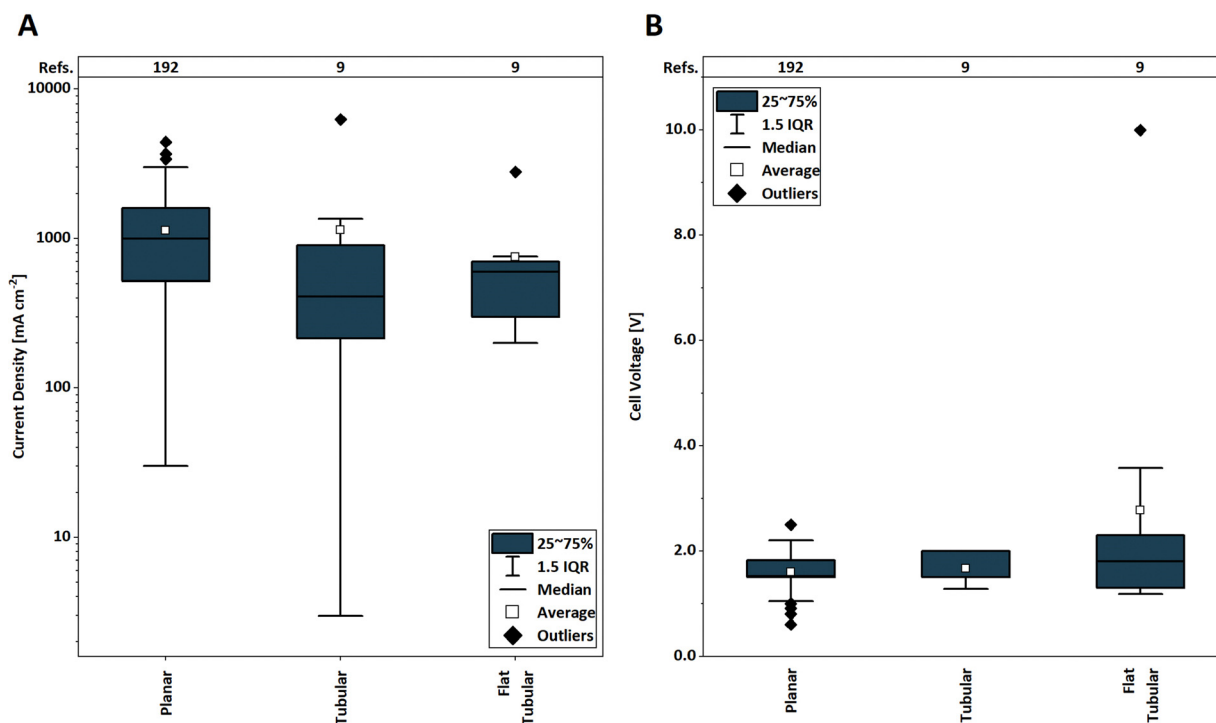 A
Refs.
192
9
9
10000
1000
100
10
Current Density [mA cm-2]
25~75%
1.5 IQR
Median
Average
Outliers
Planar
Tubular
Flat
Tubular
B
Refs.
192
9
9
25~75%
1.5 IQR
Median
Average
Outliers
10.0
8.0
6.0
4.0
2.0
0.0
Cell Voltage [V]
Planar
Tubular
Flat
Tubular